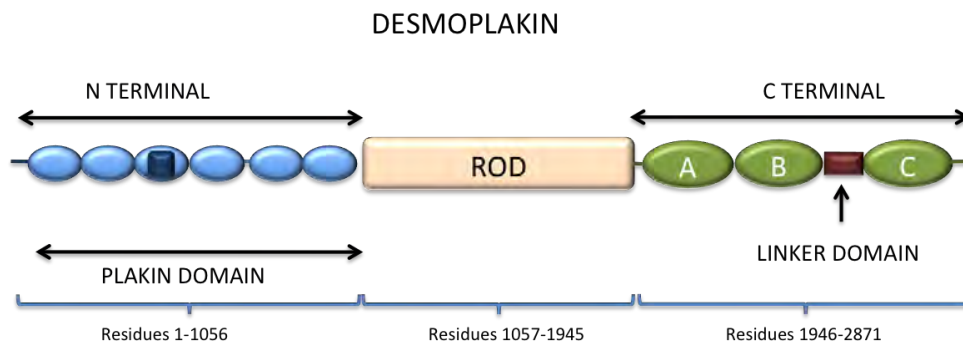 DESMOPLAKIN
N TERMINAL
C TERMINAL
ROD
A
B
C
LINKER DOMAIN
PLAKIN DOMAIN
Residues 1-1056
Residues 1057-1945
Residues 1946-2871